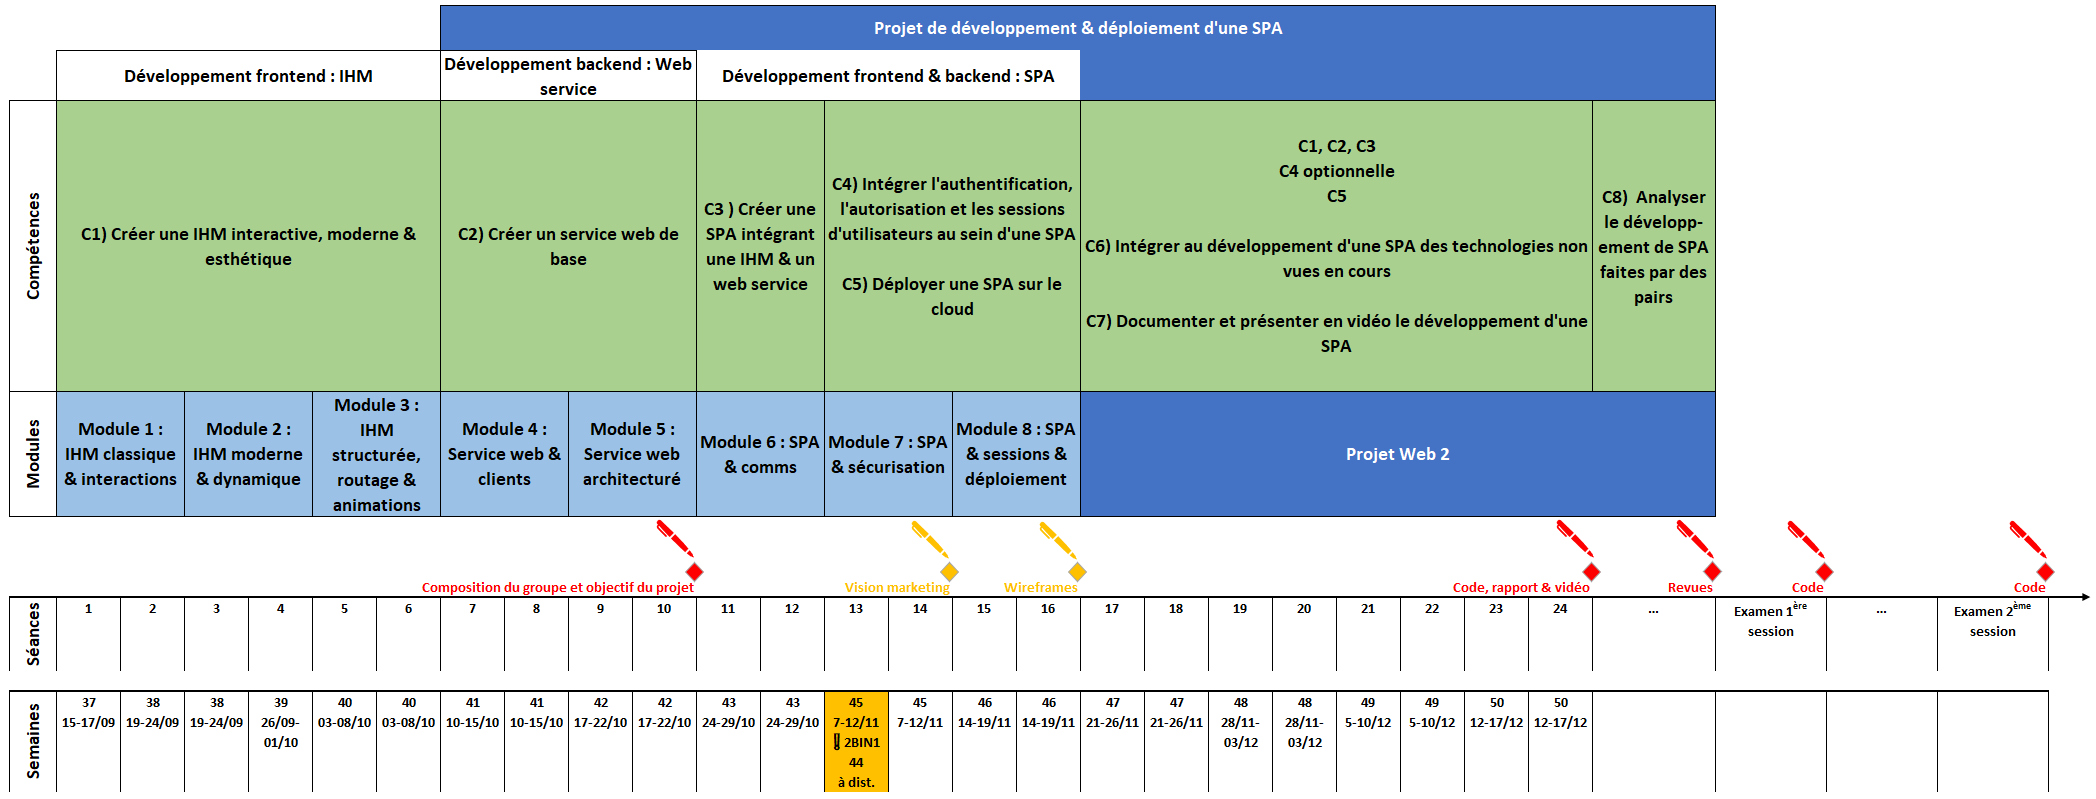 Projet de développement & déploiement d'une SPA
Développement frontend : IHM
Développement backend : Web
service
Développement frontend & backend : SPA
Compétences
C1) Créer une IHM interactive, moderne &
esthétique
C2) Créer un service web de
base
C3 ) Créer une
SPA intégrant
une IHM & un
web service
C4) Intégrer l'authentification,
l'autorisation et les sessions
d'utilisateurs au sein d'une SPA
C5) Déployer une SPA sur le
cloud
C1, C2, C3
C4 optionnelle
C5
C6) Intégrer au développement d'une SPA des technologies non
vues en cours
C7) Documenter et présenter en vidéo le développement d'une
SPA
C8) Analyser
le développ-
ement de SPA
faites par des
pairs
Modules
Module 1 :
IHM classique
& interactions
Module 2 :
IHM moderne
& dynamique
Module 3 :
IHM
structurée,
routage &
animations
Module 4 :
Service web &
clients
Module 5 :
Service web
architecturé
Module 6 : SPA
& comms
Module 7 : SPA
& sécurisation
Module 8 : SPA
& sessions &
déploiement
Projet Web 2
Composition du groupe et objectif du projet
Vision marketing
Wireframes
Code, rapport & vidéo
Revues
Code
Code
Séances
1
2
3
4
5
6
7
8
9
10
11
12
13
14
15
16
17
18
19
20
21
22
23
24
...
Examen 1ère
session
...
Examen 2ème
session
Semaines
37
15-17/09
38
19-24/09
38
19-24/09
39
26/09-
01/10
40
03-08/10
40
03-08/10
41
10-15/10
41
10-15/10
42
17-22/10
42
17-22/10
43
24-29/10
43
24-29/10
45
7-12/11
2BIN1
44
à dist.
45
7-12/11
46
14-19/11
46
14-19/11
47
21-26/11
47
21-26/11
48
28/11-
03/12
48
28/11-
03/12
49
5-10/12
49
5-10/12
50
12-17/12
50
12-17/12